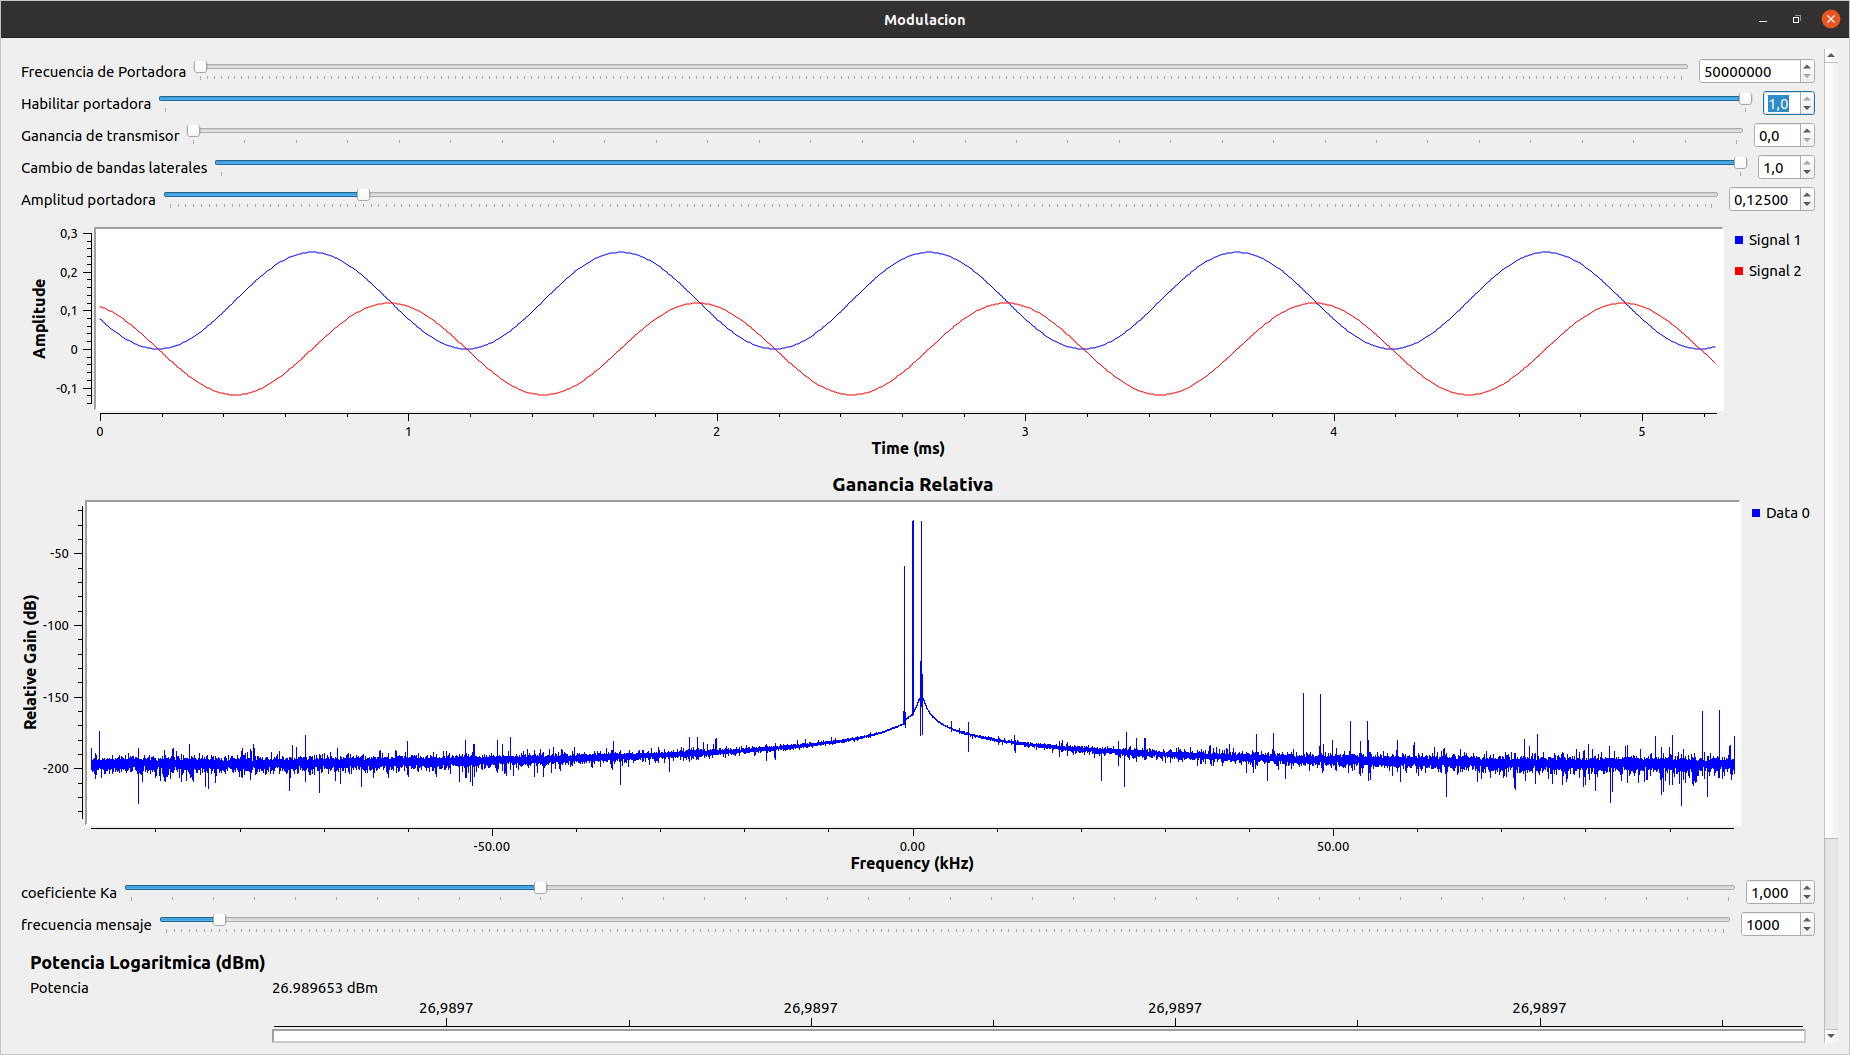 Modulacion
Frecuencia de Portadora 50000000
Habilitar portadora 1,0
Ganancia de transmisor 0,0
Cambio de bandas laterales 1,0
Amplitud portadora 0,12500
0,3
0,2
0,1
0
-0,1
Amplitude
Signal 1
Signal 2
0 1 2 3 4 5
Time (ms)
Ganancia Relativa
-50
-100
-150
-200
Relative Gain (dB)
Data 0
-50.00 0.00 50.00
Frequency (kHz)
coeficiente Ka 1,000
frecuencia mensaje 1000
Potencia Logaritmica (dBm)
Potencia 26.989653 dBm
26,9897 26,9897 26,9897 26,9897